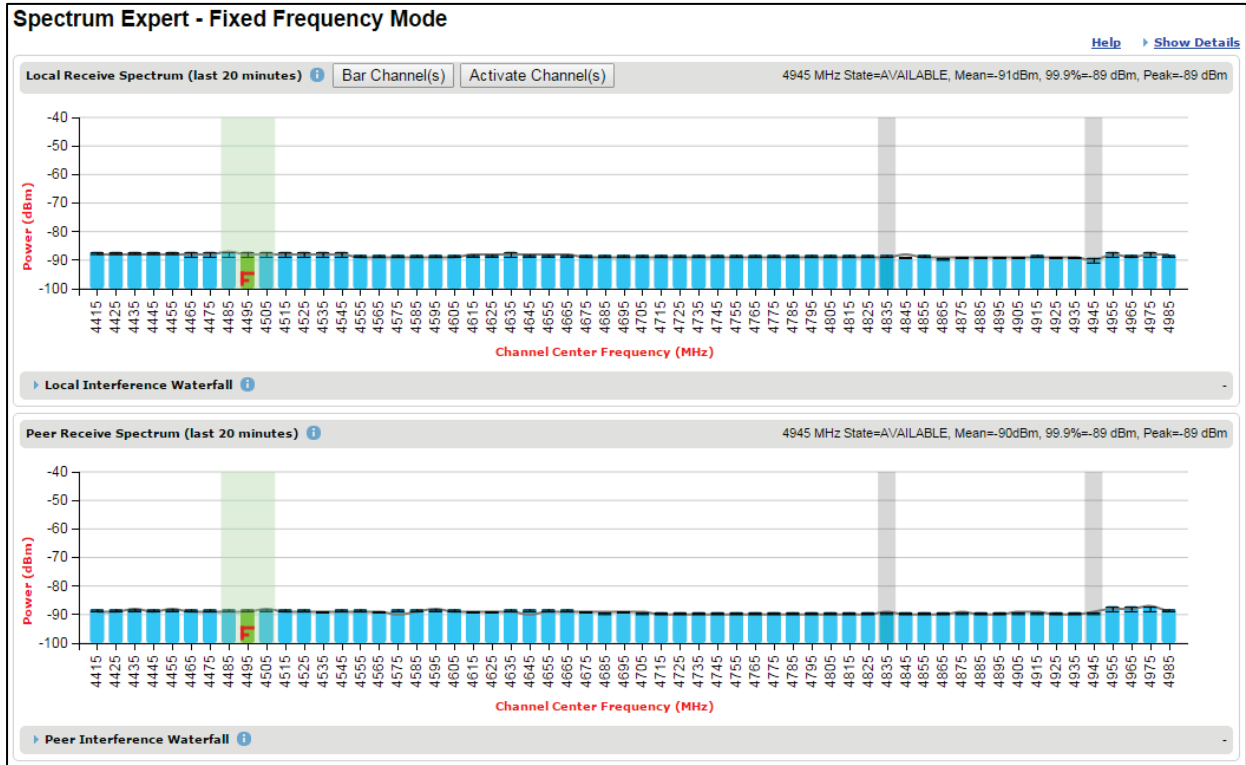 Spectrum Expert - Fixed Frequency Mode
Help Show Details
Local Receive Spectrum (last 20 minutes) i Bar Channel(s) Activate Channel(s) 4945 MHz State=AVAILABLE, Mean=-91dBm, 99.9%=-89 dBm, Peak=-89 dBm
Power (dBm)
-40
-50
-60
-70
-80
-90
-100
F
4415 4425 4435 4445 4455 4465 4475 4485 4495 4505 4515 4525 4535 4545 4555 4565 4575 4585 4595 4605 4615 4625 4635 4645 4655 4665 4675 4685 4695 4705 4715 4725 4735 4745 4755 4765 4775 4785 4795 4805 4815 4825 4835 4845 4855 4865 4875 4885 4895 4905 4915 4925 4935 4945 4955 4965 4975 4985
Channel Center Frequency (MHz)
Local Interference Waterfall i -
Peer Receive Spectrum (last 20 minutes) i 4945 MHz State=AVAILABLE, Mean=-90dBm, 99.9%=-89 dBm, Peak=-89 dBm
Power (dBm)
-40
-50
-60
-70
-80
-90
-100
F
4415 4425 4435 4445 4455 4465 4475 4485 4495 4505 4515 4525 4535 4545 4555 4565 4575 4585 4595 4605 4615 4625 4635 4645 4655 4665 4675 4685 4695 4705 4715 4725 4735 4745 4755 4765 4775 4785 4795 4805 4815 4825 4835 4845 4855 4865 4875 4885 4895 4905 4915 4925 4935 4945 4955 4965 4975 4985
Channel Center Frequency (MHz)
Peer Interference Waterfall i -